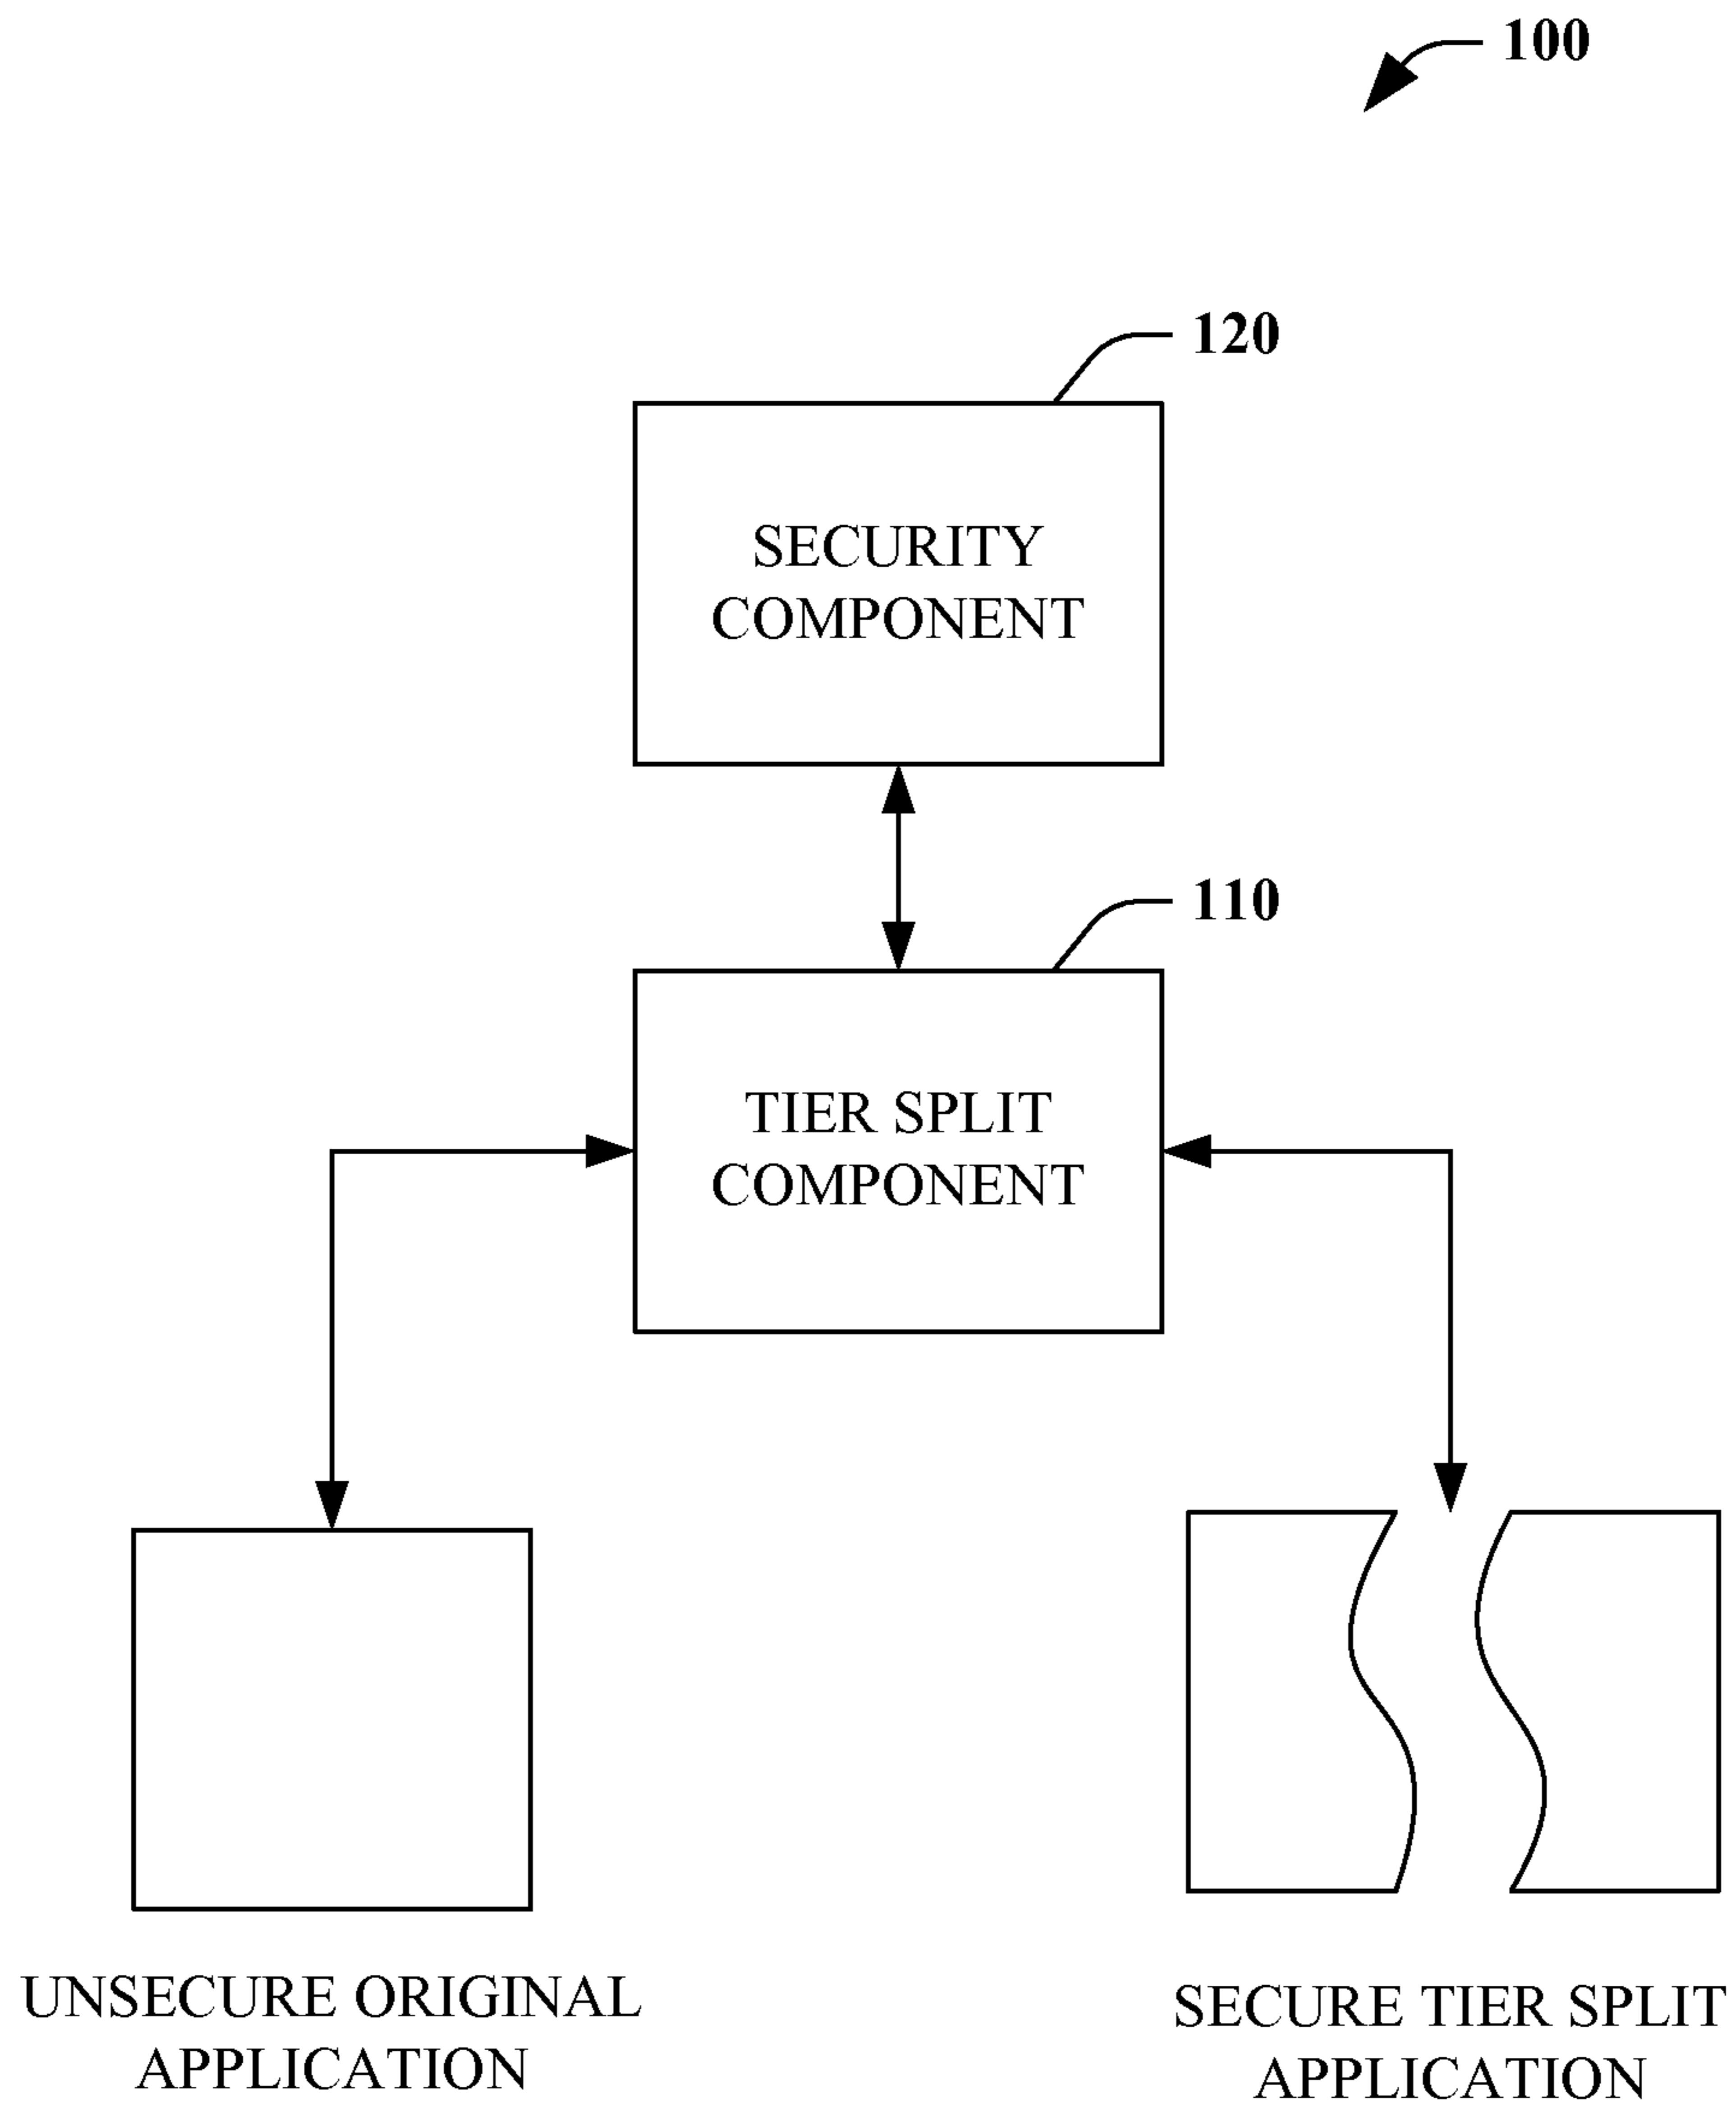 100
120
SECURITY
COMPONENT
110
TIER SPLIT
COMPONENT
UNSECURE ORIGINAL
APPLICATION
SECURE TIER SPLIT
APPLICATION